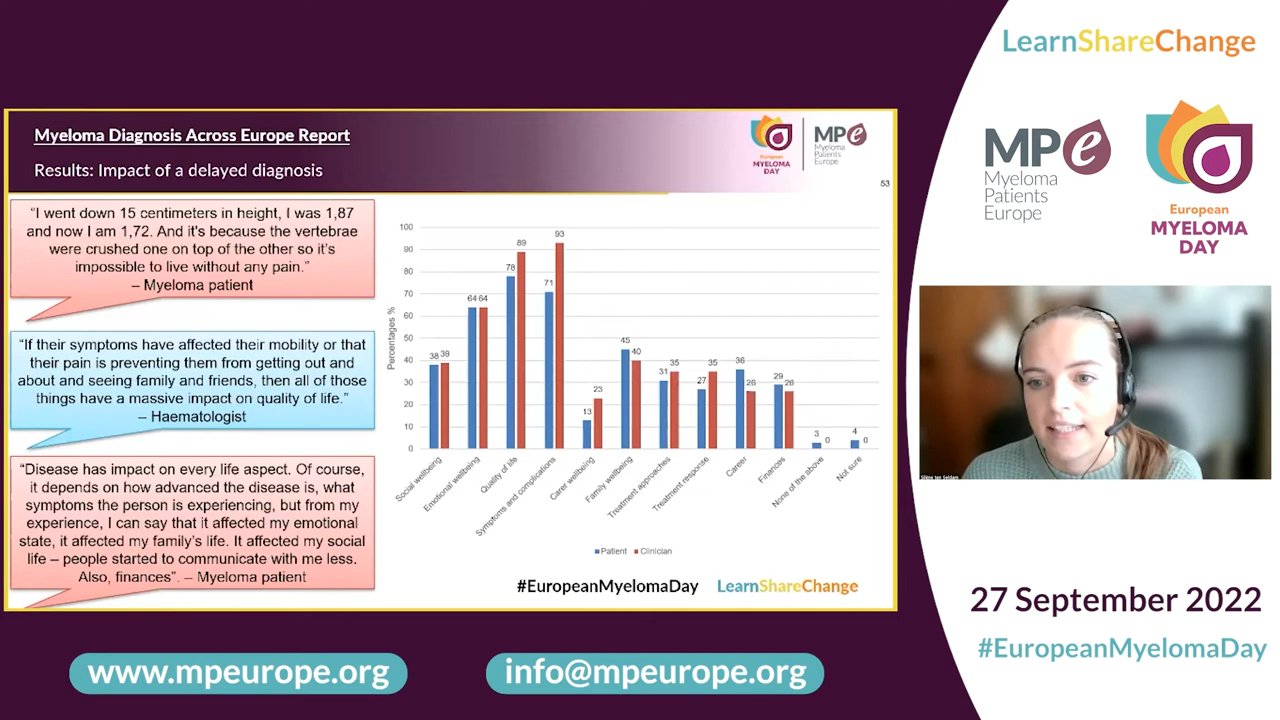 LearnShareChange
Myeloma Diagnosis Across Europe Report
Results: Impact of a delayed diagnosis
European
MYELOMA
DAY
MPe
Myeloma
Patients
Europe
53
“I went down 15 centimeters in height, I was 1,87
and now I am 1,72. And it's because the vertebrae
were crushed one on top of the other so it’s
impossible to live without any pain.”
– Myeloma patient
“If their symptoms have affected their mobility or that
their pain is preventing them from getting out and
about and seeing family and friends, then all of those
things have a massive impact on quality of life.”
– Haematologist
“Disease has impact on every life aspect. Of course,
it depends on how advanced the disease is, what
symptoms the person is experiencing, but from my
experience, I can say that it affected my emotional
state, it affected my family’s life. It affected my social
life – people started to communicate with me less.
Also, finances”. – Myeloma patient
Percentages %
100
90
80
70
60
50
40
30
20
10
0
38 39
64 64
78 89
71 93
13 23
45 40
31 35
27 35
36 26
29 26
3 0
4 0
Social wellbeing
Emotional wellbeing
Quality of life
Symptoms and complications
Carer wellbeing
Family wellbeing
Treatment approaches
Treatment response
Career
Finances
None of the above
Not sure
Patient Clinician
#EuropeanMyelomaDay LearnShareChange
MPe
Myeloma
Patients
Europe
European
MYELOMA
DAY
27 September 2022
#EuropeanMyelomaDay
www.mpeurope.org
info@mpeurope.org